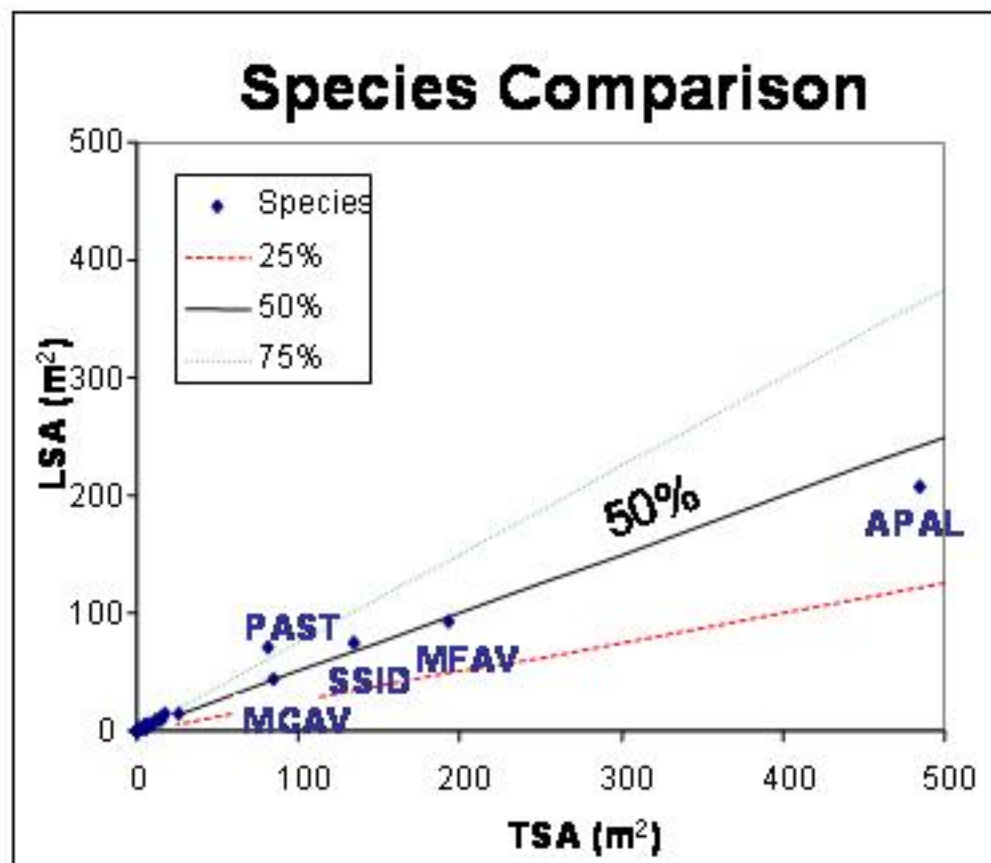 Species Comparison
500
400
300
200
100
0
LSA (m²)
Species
25%
50%
75%
50%
APAL
PAST
MFAV
SSID
MCAV
0 100 200 300 400 500
TSA (m²)